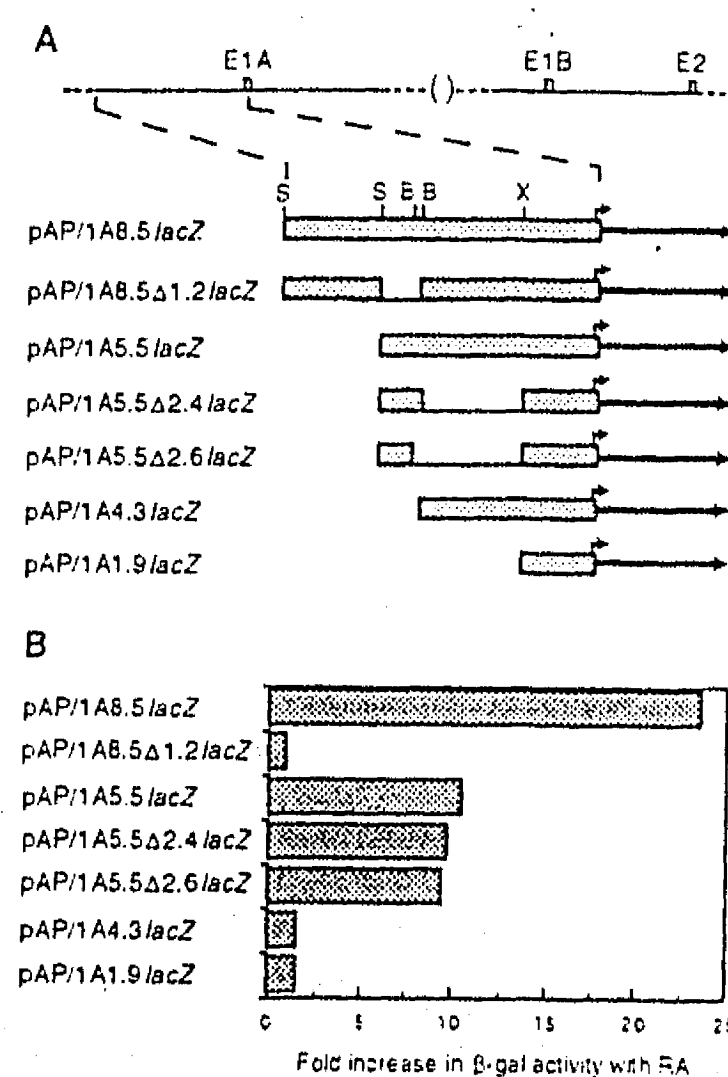 A
E1A E1B E2
( )
I
S S B B X
pAP/1A8.5lacZ
pAP/1A8.5Δ1.2lacZ
pAP/1A5.5lacZ
pAP/1A5.5Δ2.4lacZ
pAP/1A5.5Δ2.6lacZ
pAP/1A4.3lacZ
pAP/1A1.9lacZ
B
pAP/1A8.5lacZ
pAP/1A8.5Δ1.2lacZ
pAP/1A5.5lacZ
pAP/1A5.5Δ2.4lacZ
pAP/1A5.5Δ2.6lacZ
pAP/1A4.3lacZ
pAP/1A1.9lacZ
0 5 10 15 20 25
Fold increase in β-gal activity with RA